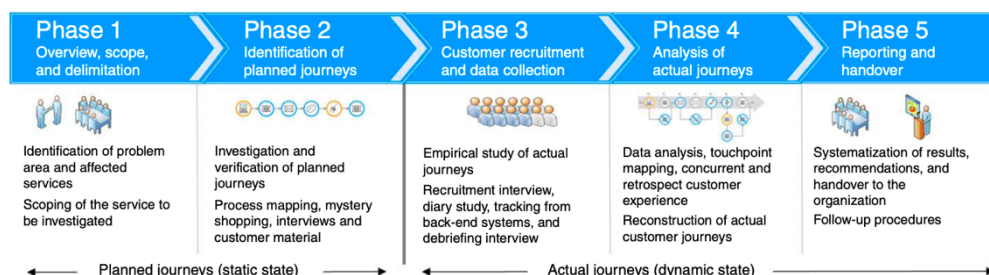 Phase 1
Overview, scope,
and delimitation
Phase 2
Identification of
planned journeys
Phase 3
Customer recruitment
and data collection
Phase 4
Analysis of
actual journeys
Phase 5
Reporting and
handover
Identification of problem
area and affected
services
Scoping of the service to
be investigated
Investigation and
verification of planned
journeys
Process mapping, mystery
shopping, interviews and
customer material
Empirical study of actual
journeys
Recruitment interview,
diary study, tracking from
back-end systems, and
debriefing interview
Data analysis, touchpoint
mapping, concurrent and
retrospect customer
experience
Reconstruction of actual
customer journeys
Systematization of results,
recommendations, and
handover to the
organization
Follow-up procedures
Planned journeys (static state)
Actual journeys (dynamic state)